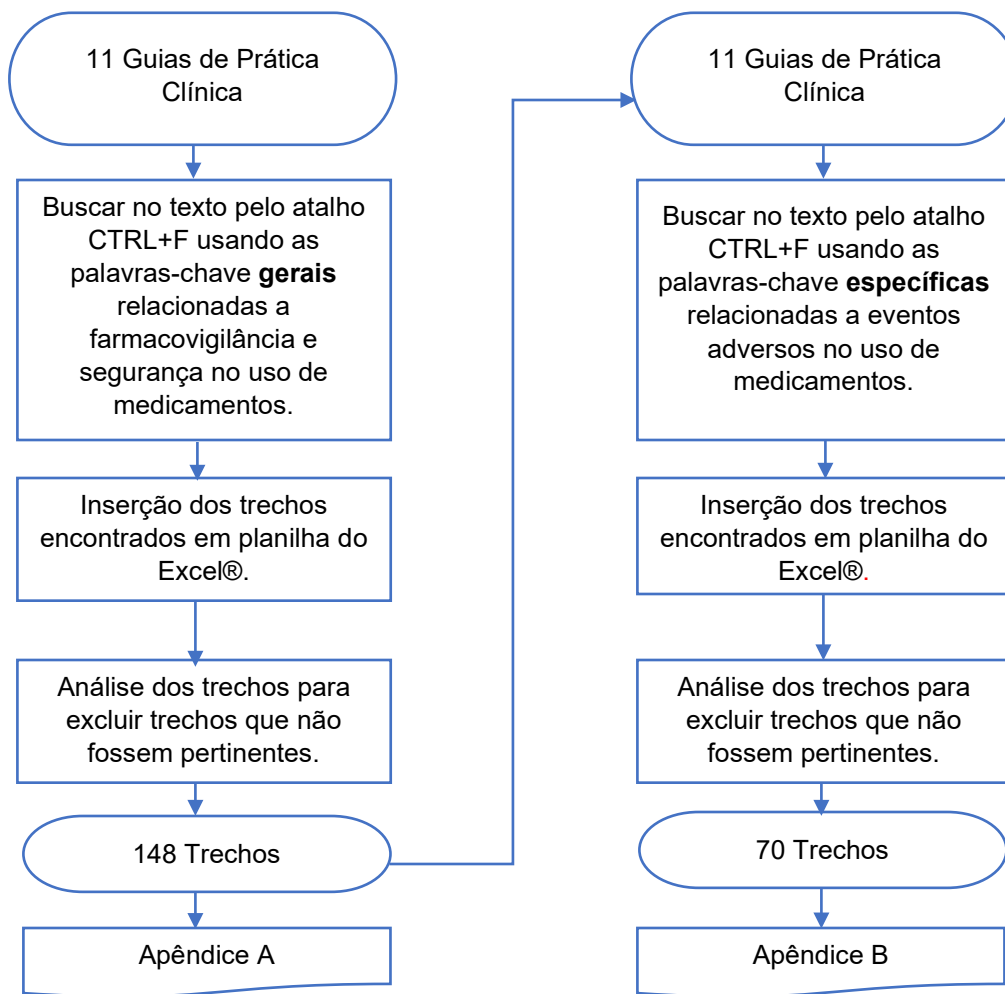 11 Guias de Prática
Clínica
Buscar no texto pelo atalho
CTRL+F usando as
palavras-chave gerais
relacionadas a
farmacovigilância e
segurança no uso de
medicamentos.
Inserção dos trechos
encontrados em planilha do
Excel®.
Análise dos trechos para
excluir trechos que não
fossem pertinentes.
148 Trechos
Apêndice A
11 Guias de Prática
Clínica
Buscar no texto pelo atalho
CTRL+F usando as
palavras-chave específicas
relacionadas a eventos
adversos no uso de
medicamentos.
Inserção dos trechos
encontrados em planilha do
Excel®.
Análise dos trechos para
excluir trechos que não
fossem pertinentes.
70 Trechos
Apêndice B